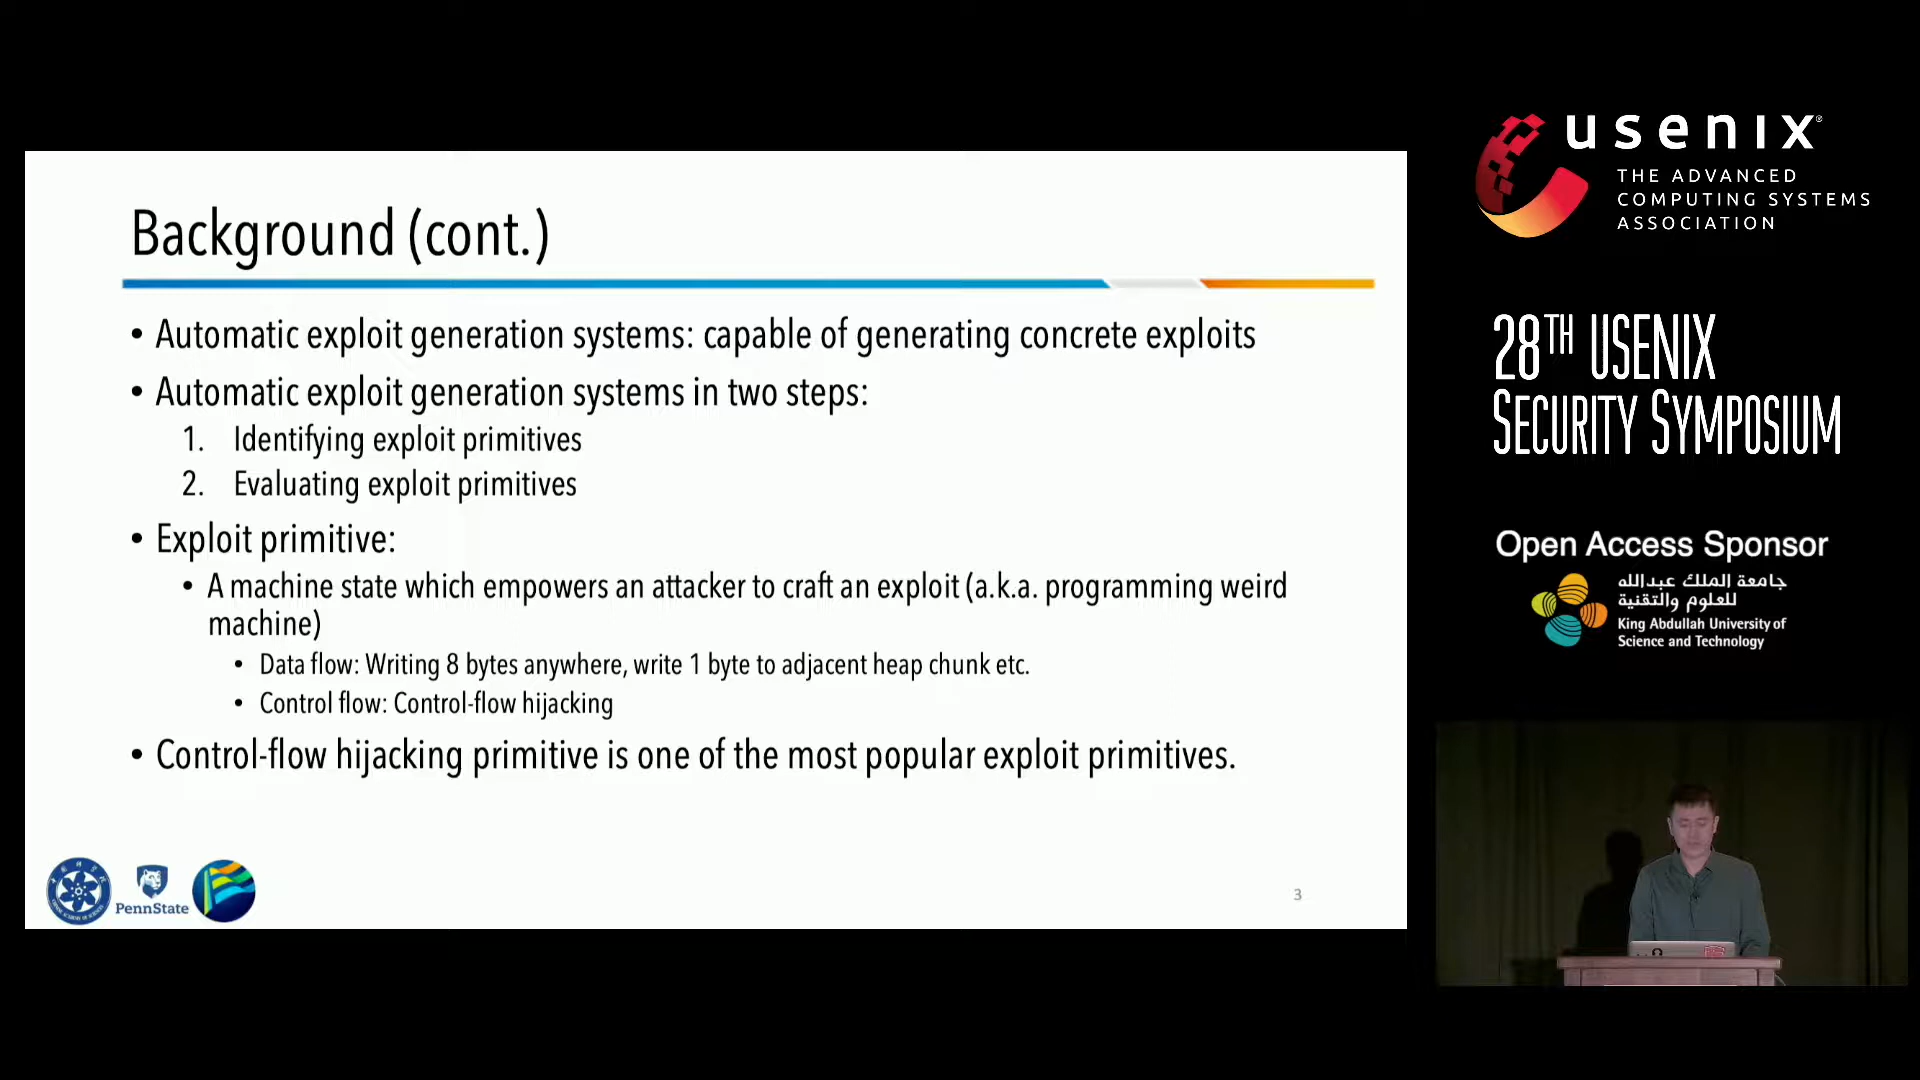 Background (cont.)
• Automatic exploit generation systems: capable of generating concrete exploits
• Automatic exploit generation systems in two steps:
1. Identifying exploit primitives
2. Evaluating exploit primitives
• Exploit primitive:
• A machine state which empowers an attacker to craft an exploit (a.k.a. programming weird
machine)
• Data flow: Writing 8 bytes anywhere, write 1 byte to adjacent heap chunk etc.
• Control flow: Control-flow hijacking
• Control-flow hijacking primitive is one of the most popular exploit primitives.
PennState
3
usenix®
THE ADVANCED
COMPUTING SYSTEMS
ASSOCIATION
28TH USENIX
SECURITY SYMPOSIUM
Open Access Sponsor
جامعة الملك عبدالله
للعلوم والتقنية
King Abdullah University of
Science and Technology